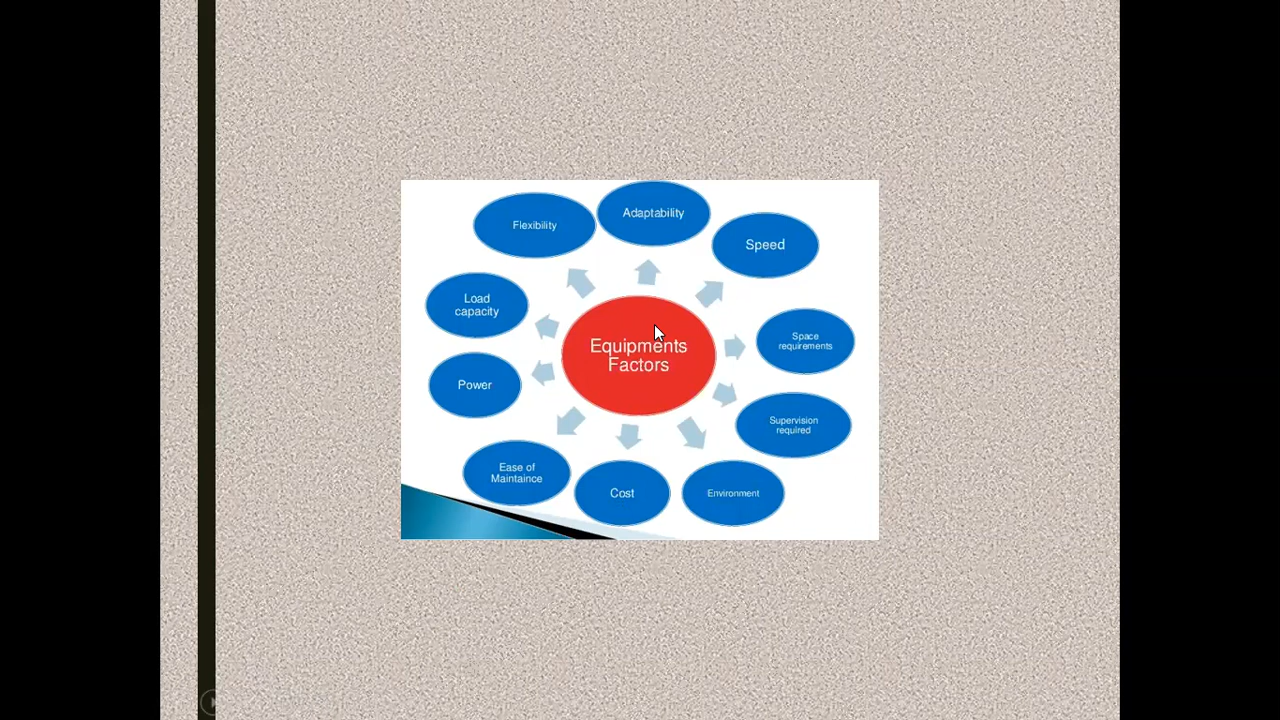 Adaptability
Flexibility
Speed
Load
capacity
Space
requirements
Equipments
Factors
Power
Supervision
required
Ease of
Maintaince
Cost
Environment